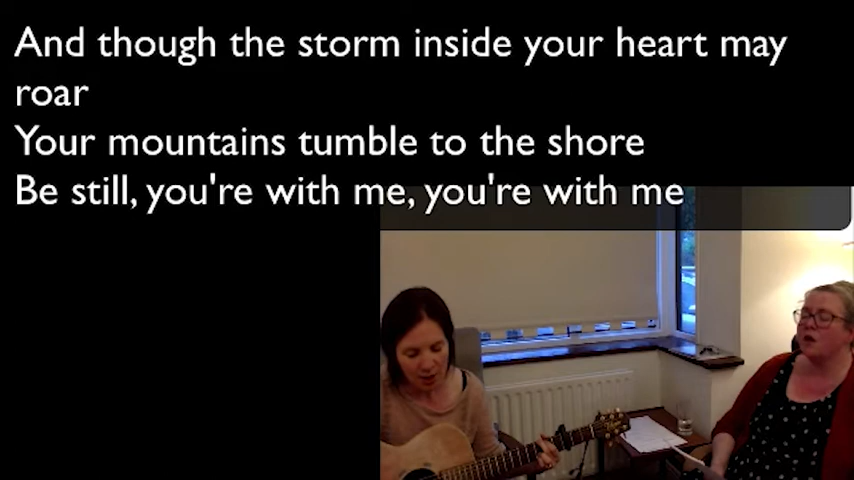 And though the storm inside your heart may
roar
Your mountains tumble to the shore
Be still, you're with me, you're with me